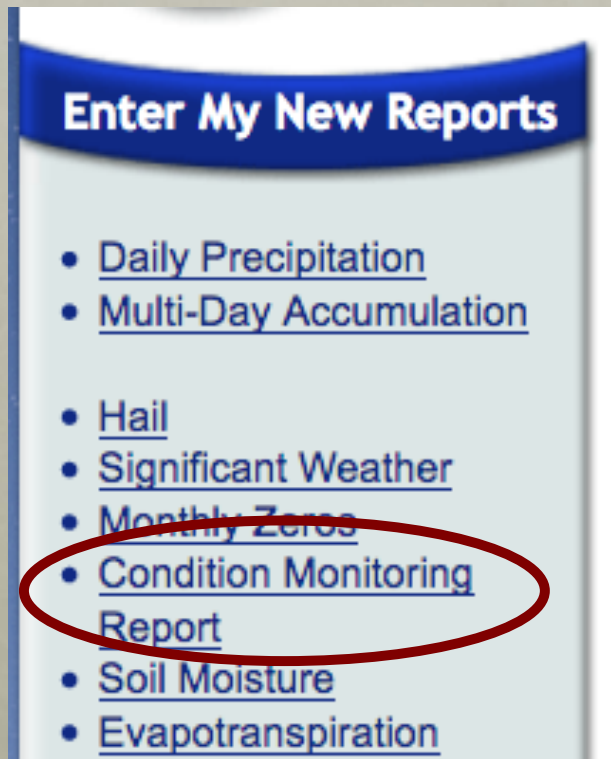 Enter My New Reports
Daily Precipitation
Multi-Day Accumulation
Hail
Significant Weather
Monthly Zeros
Condition Monitoring
Report
Soil Moisture
Evapotranspiration